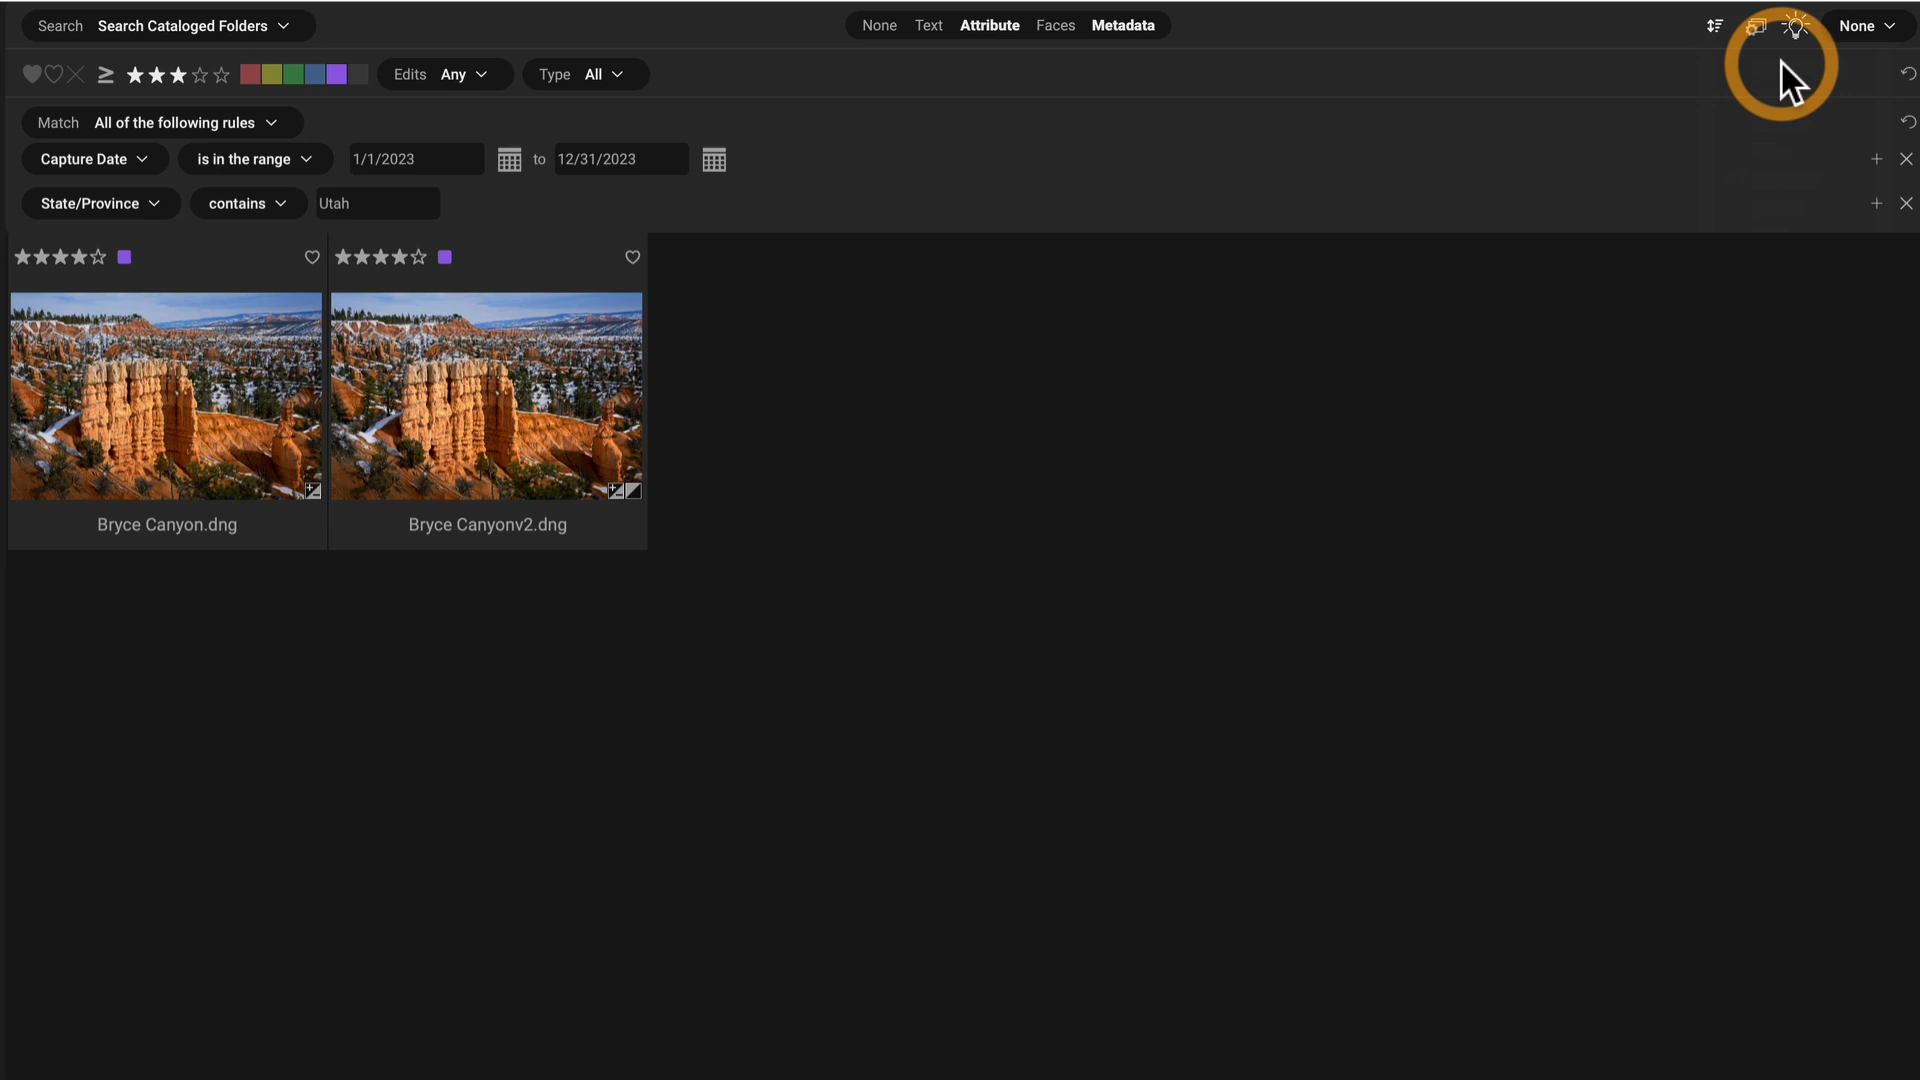 Search Search Cataloged Folders None Text Attribute Faces Metadata None
Edits Any Type All
Match All of the following rules
Capture Date is in the range 1/1/2023 to 12/31/2023
State/Province contains Utah
Bryce Canyon.dng Bryce Canyonv2.dng